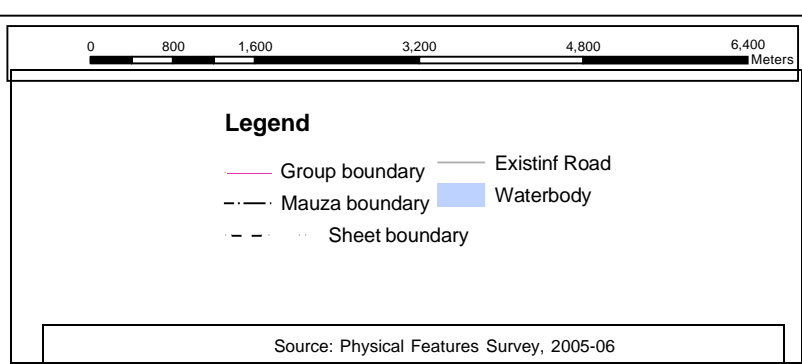 0 800 1,600 3,200 4,800 6,400
Meters
Legend
Group boundary
Mauza boundary
Sheet boundary
Existinf Road
Waterbody
Source: Physical Features Survey, 2005-06